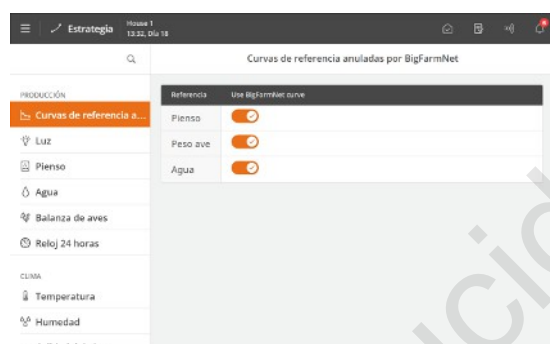 Estrategia
House 1
13:32, Día 18
Curvas de referencia anuladas por BigFarmNet
PRODUCCIÓN
Curvas de referencia a...
Luz
Pienso
Agua
Balanza de aves
Reloj 24 horas
CLIMA
Temperatura
Humedad
Referencia Use BigFarmNet curve
Pienso
Peso ave
Agua